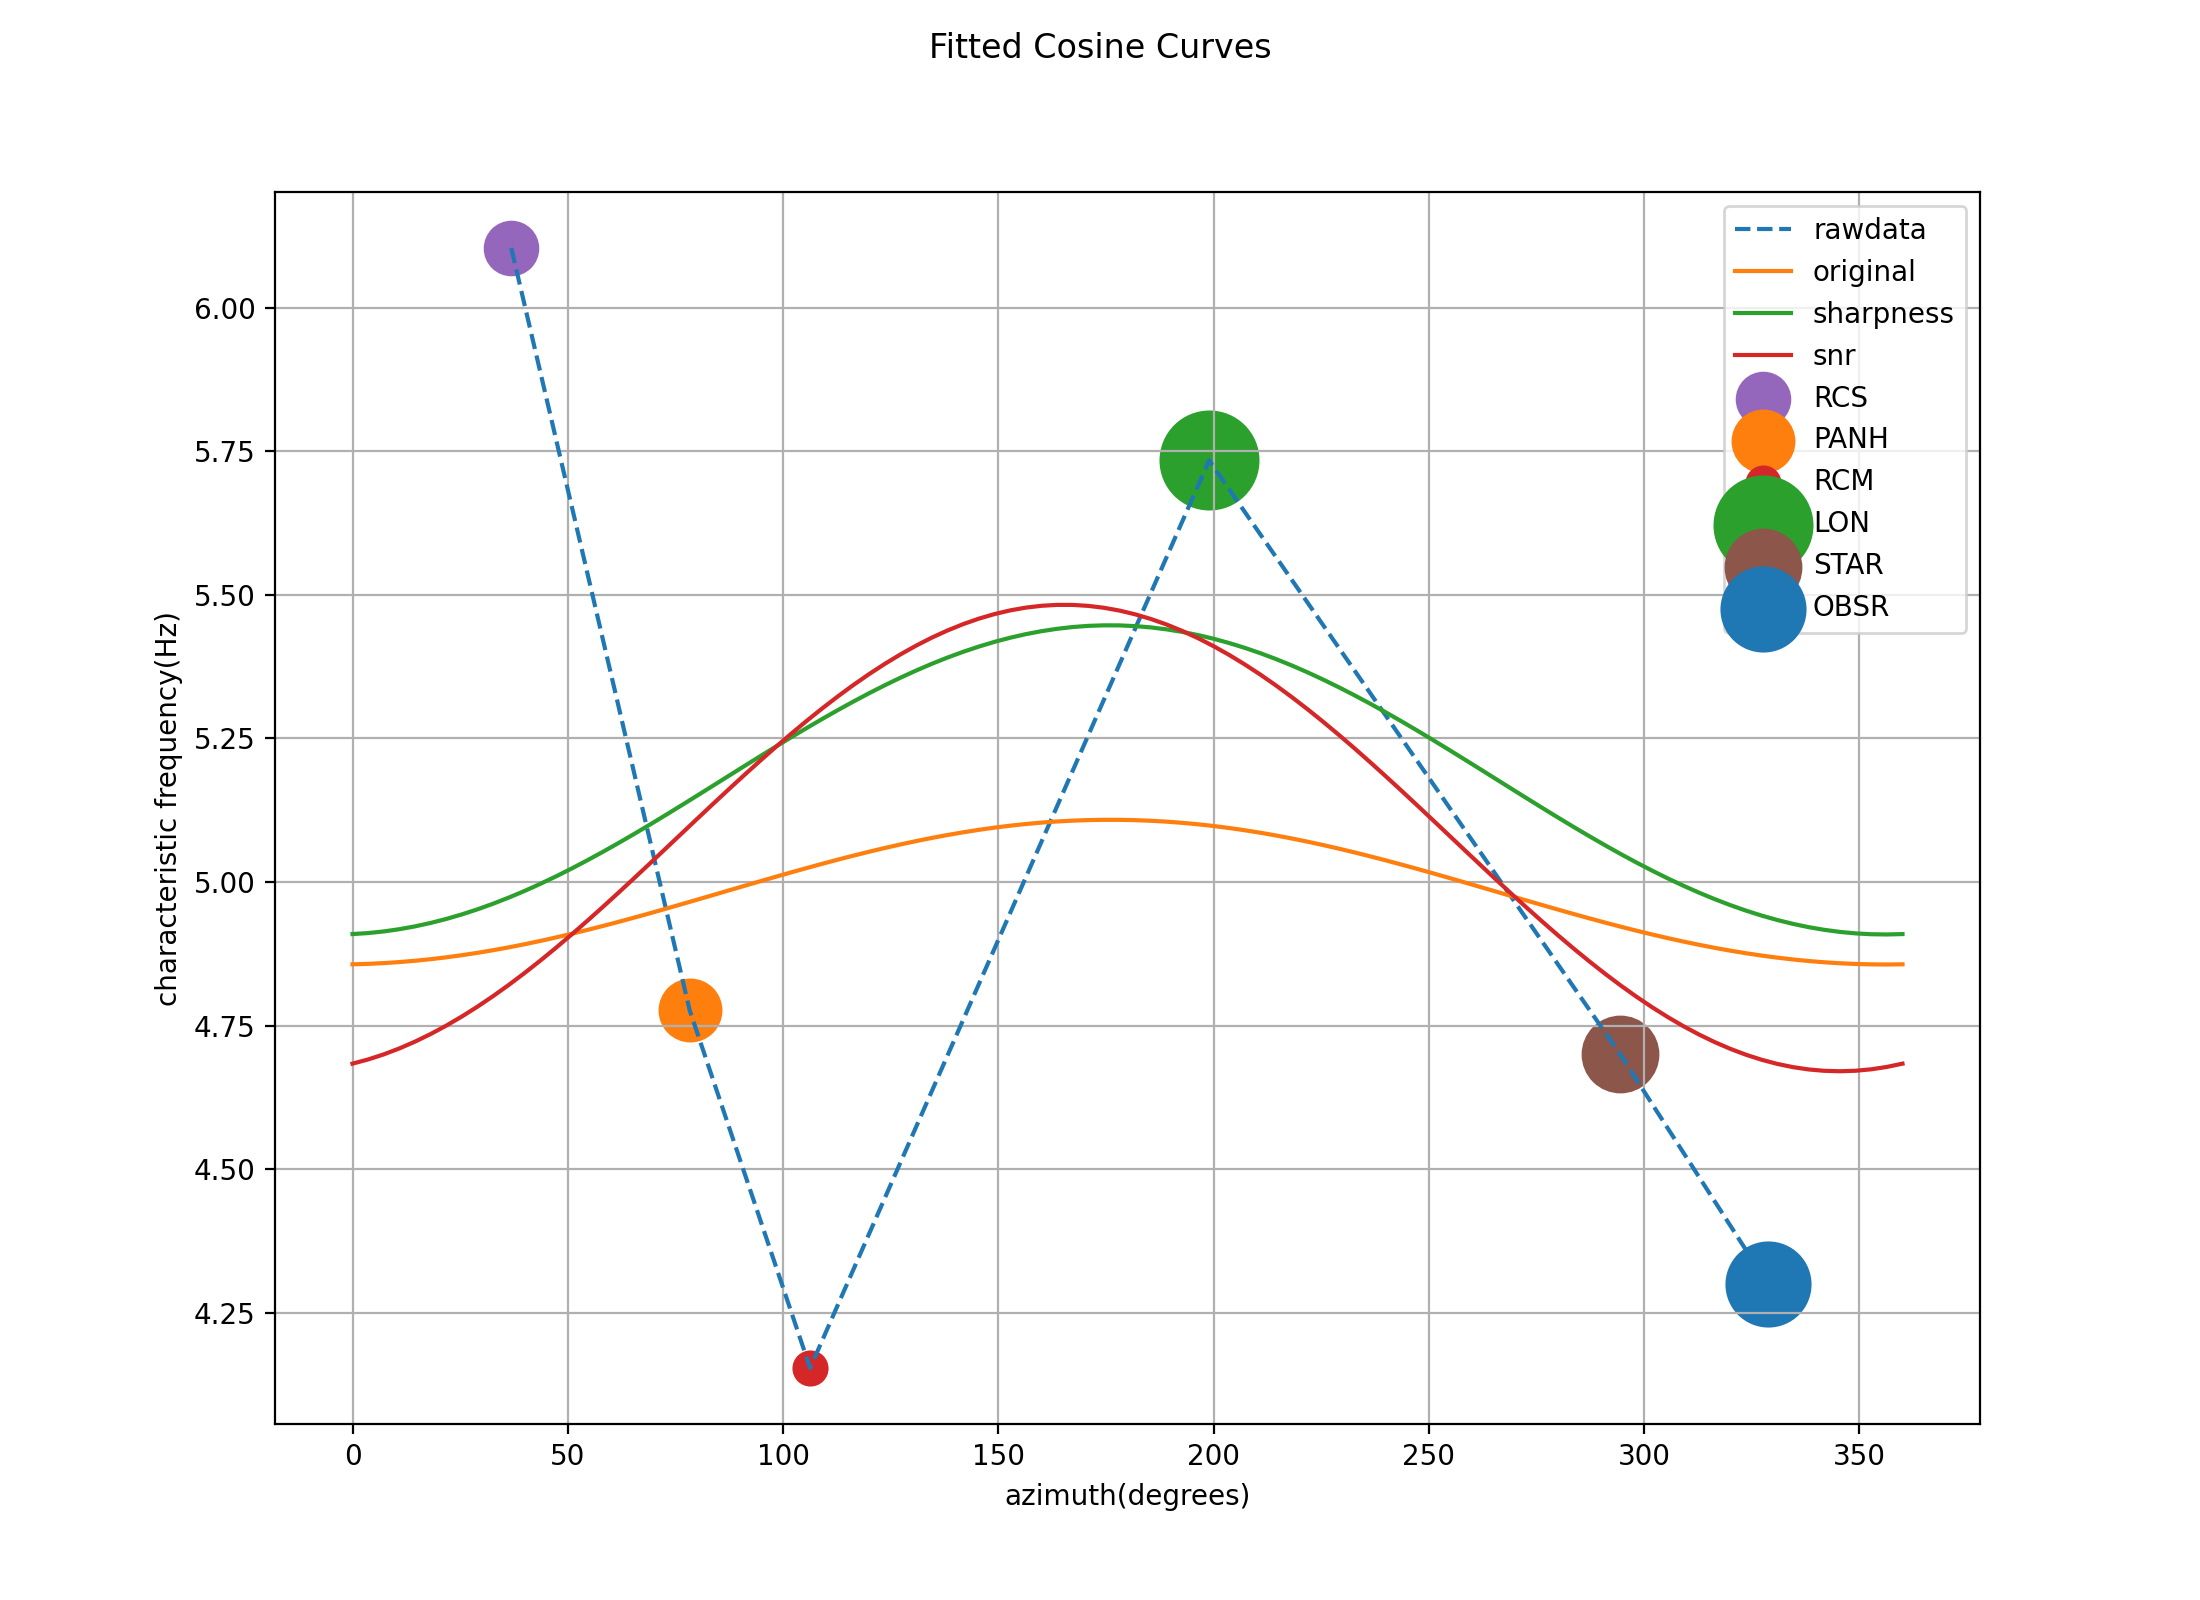 Fitted Cosine Curves
rawdata
original
sharpness
snr
RCS
PANH
RCM
LON
STAR
OBSR
characteristic frequency(Hz)
6.00
5.75
5.50
5.25
5.00
4.75
4.50
4.25
0 50 100 150 200 250 300 350
azimuth(degrees)